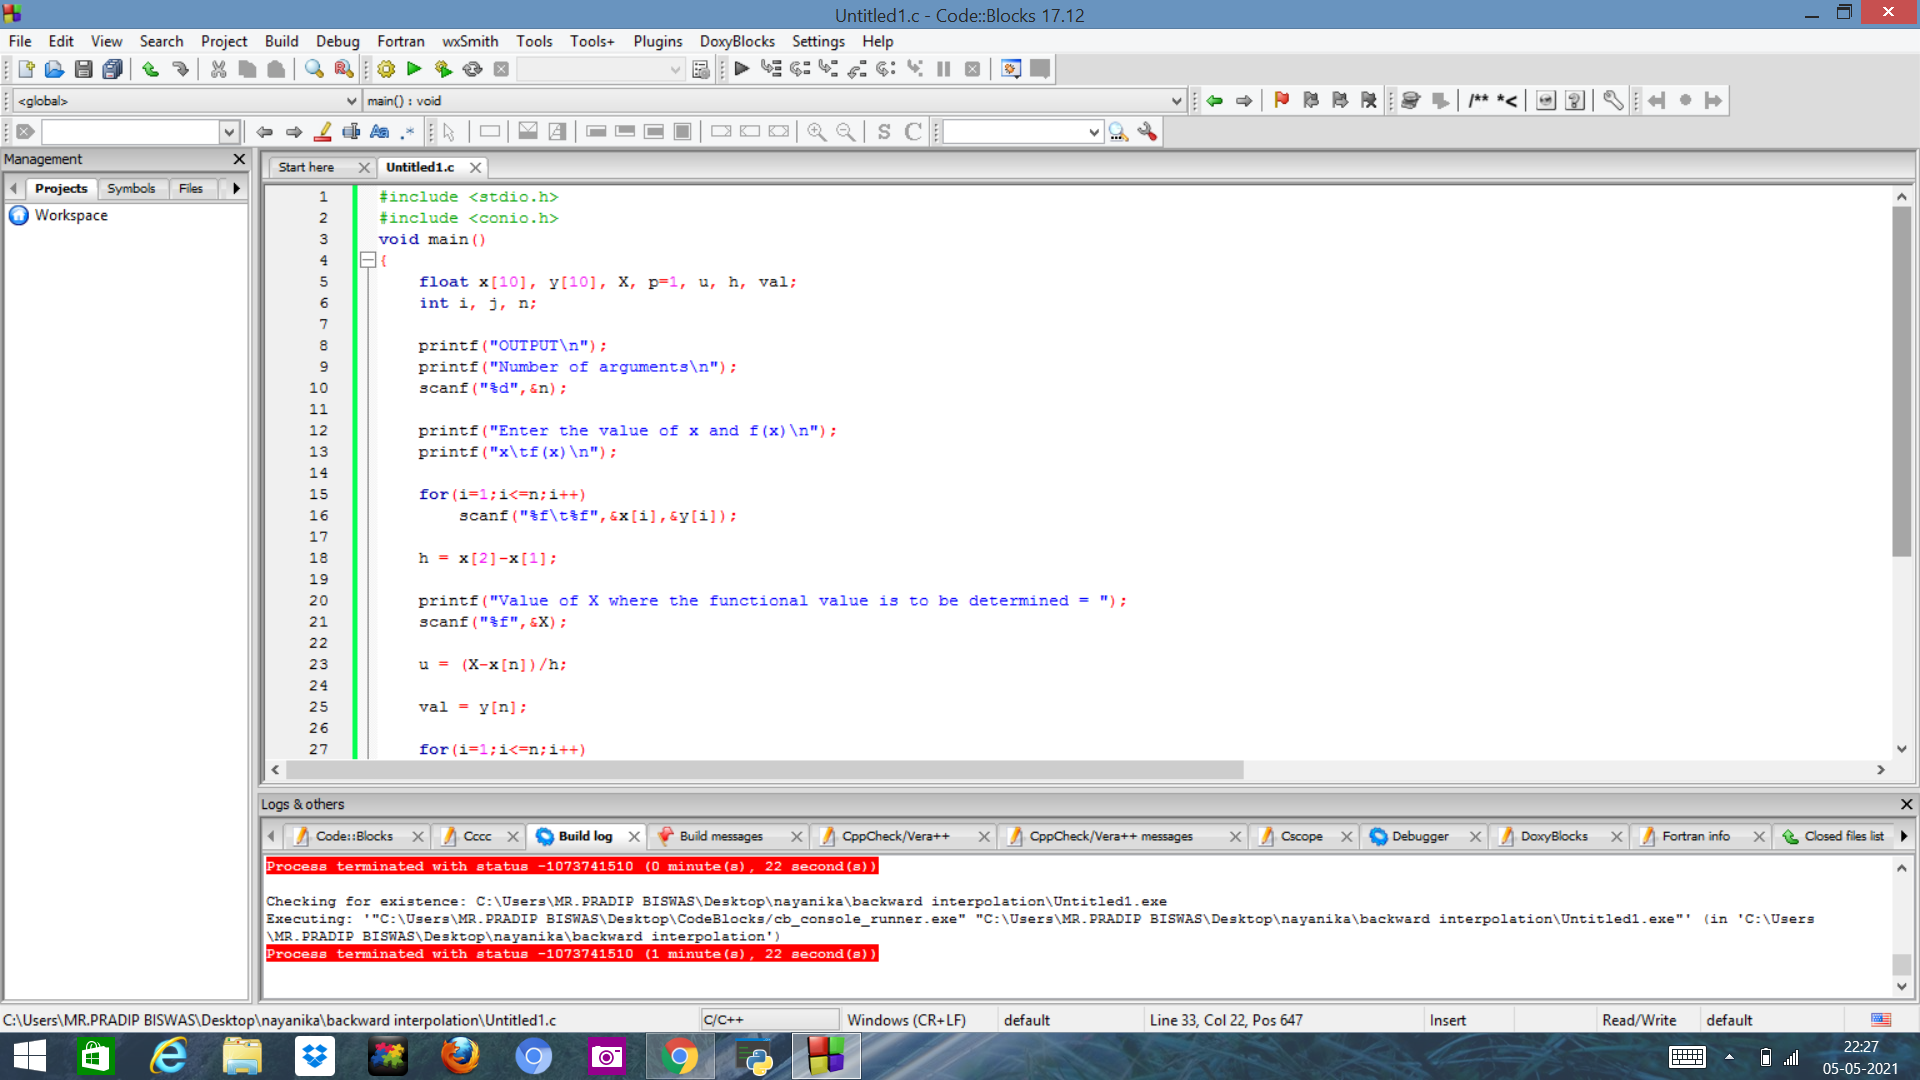 Untitled1.c - Code::Blocks 17.12
File Edit View Search Project Build Debug Fortran wxSmith Tools Tools+ Plugins DoxyBlocks Settings Help
<global> main() : void
/** *<
S C
Management
Start here Untitled1.c
Projects Symbols Files
Workspace
1 #include <stdio.h>
2 #include <conio.h>
3 void main()
4 {
5 float x[10], y[10], X, p=1, u, h, val;
6 int i, j, n;
7
8 printf("OUTPUT\n");
9 printf("Number of arguments\n");
10 scanf("%d",&n);
11
12 printf("Enter the value of x and f(x)\n");
13 printf("x\tf(x)\n");
14
15 for(i=1;i<=n;i++)
16 scanf("%f\t%f",&x[i],&y[i]);
17
18 h = x[2]-x[1];
19
20 printf("Value of X where the functional value is to be determined = ");
21 scanf("%f",&X);
22
23 u = (X-x[n])/h;
24
25 val = y[n];
26
27 for(i=1;i<=n;i++)
Logs & others
Code::Blocks Cccc Build log Build messages CppCheck/Vera++ CppCheck/Vera++ messages Cscope Debugger DoxyBlocks Fortran info Closed files list
Process terminated with status -1073741510 (0 minute(s), 22 second(s))
Checking for existence: C:\Users\MR.PRADIP BISWAS\Desktop\nayanika\backward interpolation\Untitled1.exe
Executing: '"C:\Users\MR.PRADIP BISWAS\Desktop\CodeBlocks/cb_console_runner.exe" "C:\Users\MR.PRADIP BISWAS\Desktop\nayanika\backward interpolation\Untitled1.exe"' (in 'C:\Users
\MR.PRADIP BISWAS\Desktop\nayanika\backward interpolation')
Process terminated with status -1073741510 (1 minute(s), 22 second(s))
C:\Users\MR.PRADIP BISWAS\Desktop\nayanika\backward interpolation\Untitled1.c C/C++ Windows (CR+LF) default Line 33, Col 22, Pos 647 Insert Read/Write default
22:27
05-05-2021